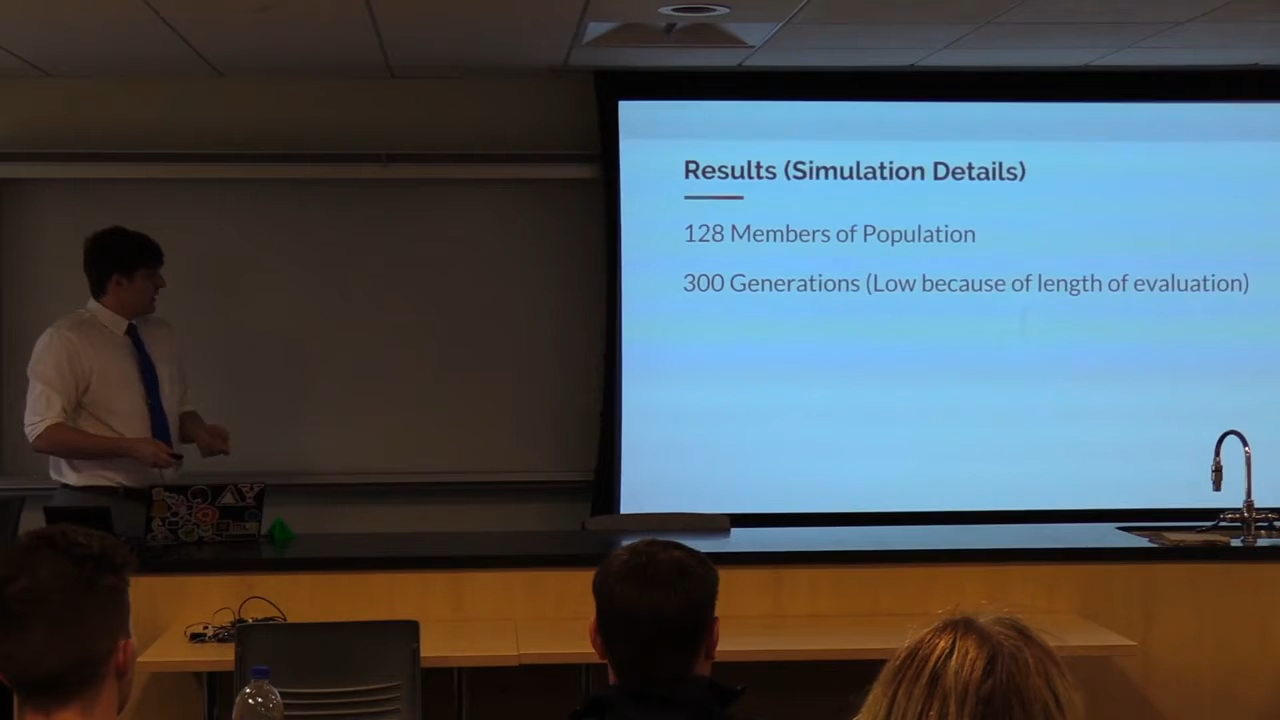 Results (Simulation Details)
128 Members of Population
300 Generations (Low because of length of evaluation)